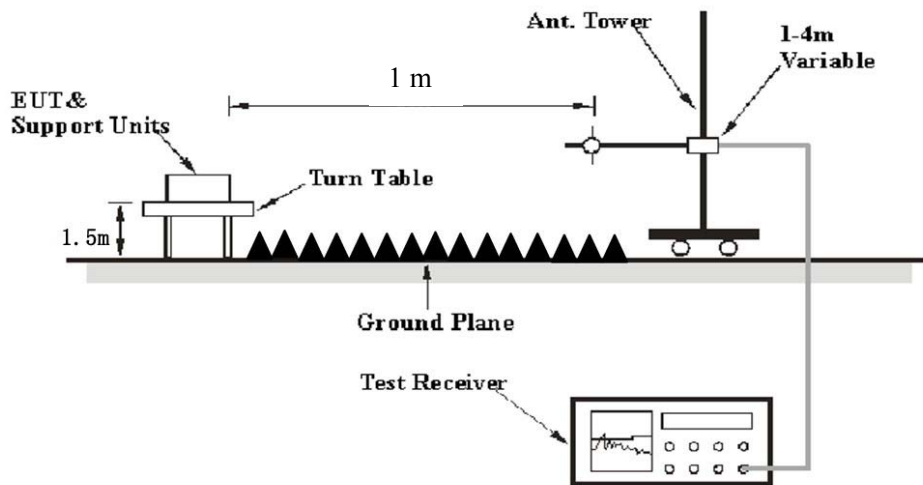 Ant. Tower
1-4m
Variable
1 m
EUT&
Support Units
Turn Table
1.5m
Ground Plane
Test Receiver